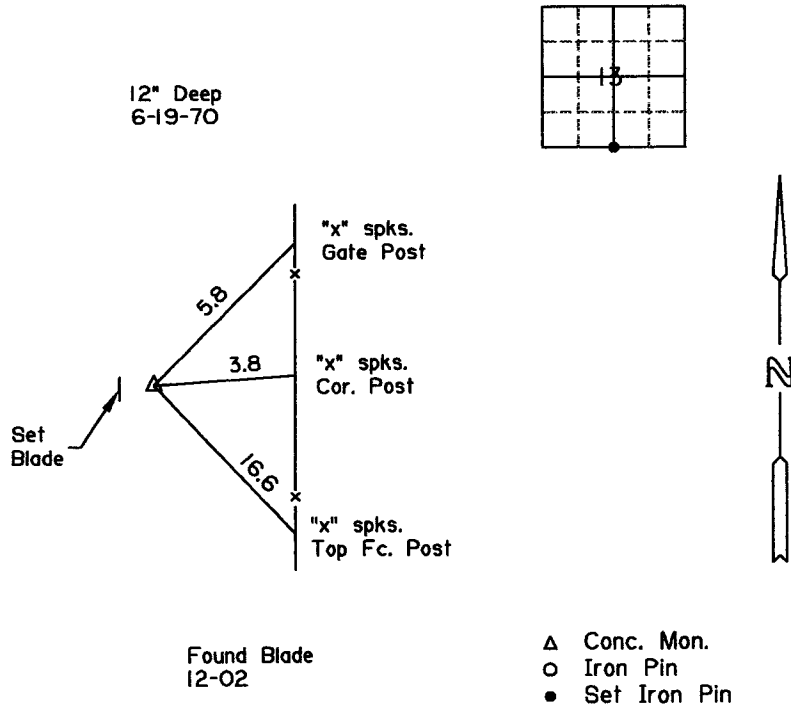 12" Deep
6-19-70
13
"x" spks.
Gate Post
5.8
3.8
"x" spks.
Cor. Post
Set
Blade
16.6
"x" spks.
Top Fc. Post
N
Found Blade
12-02
Conc. Mon.
Iron Pin
Set Iron Pin